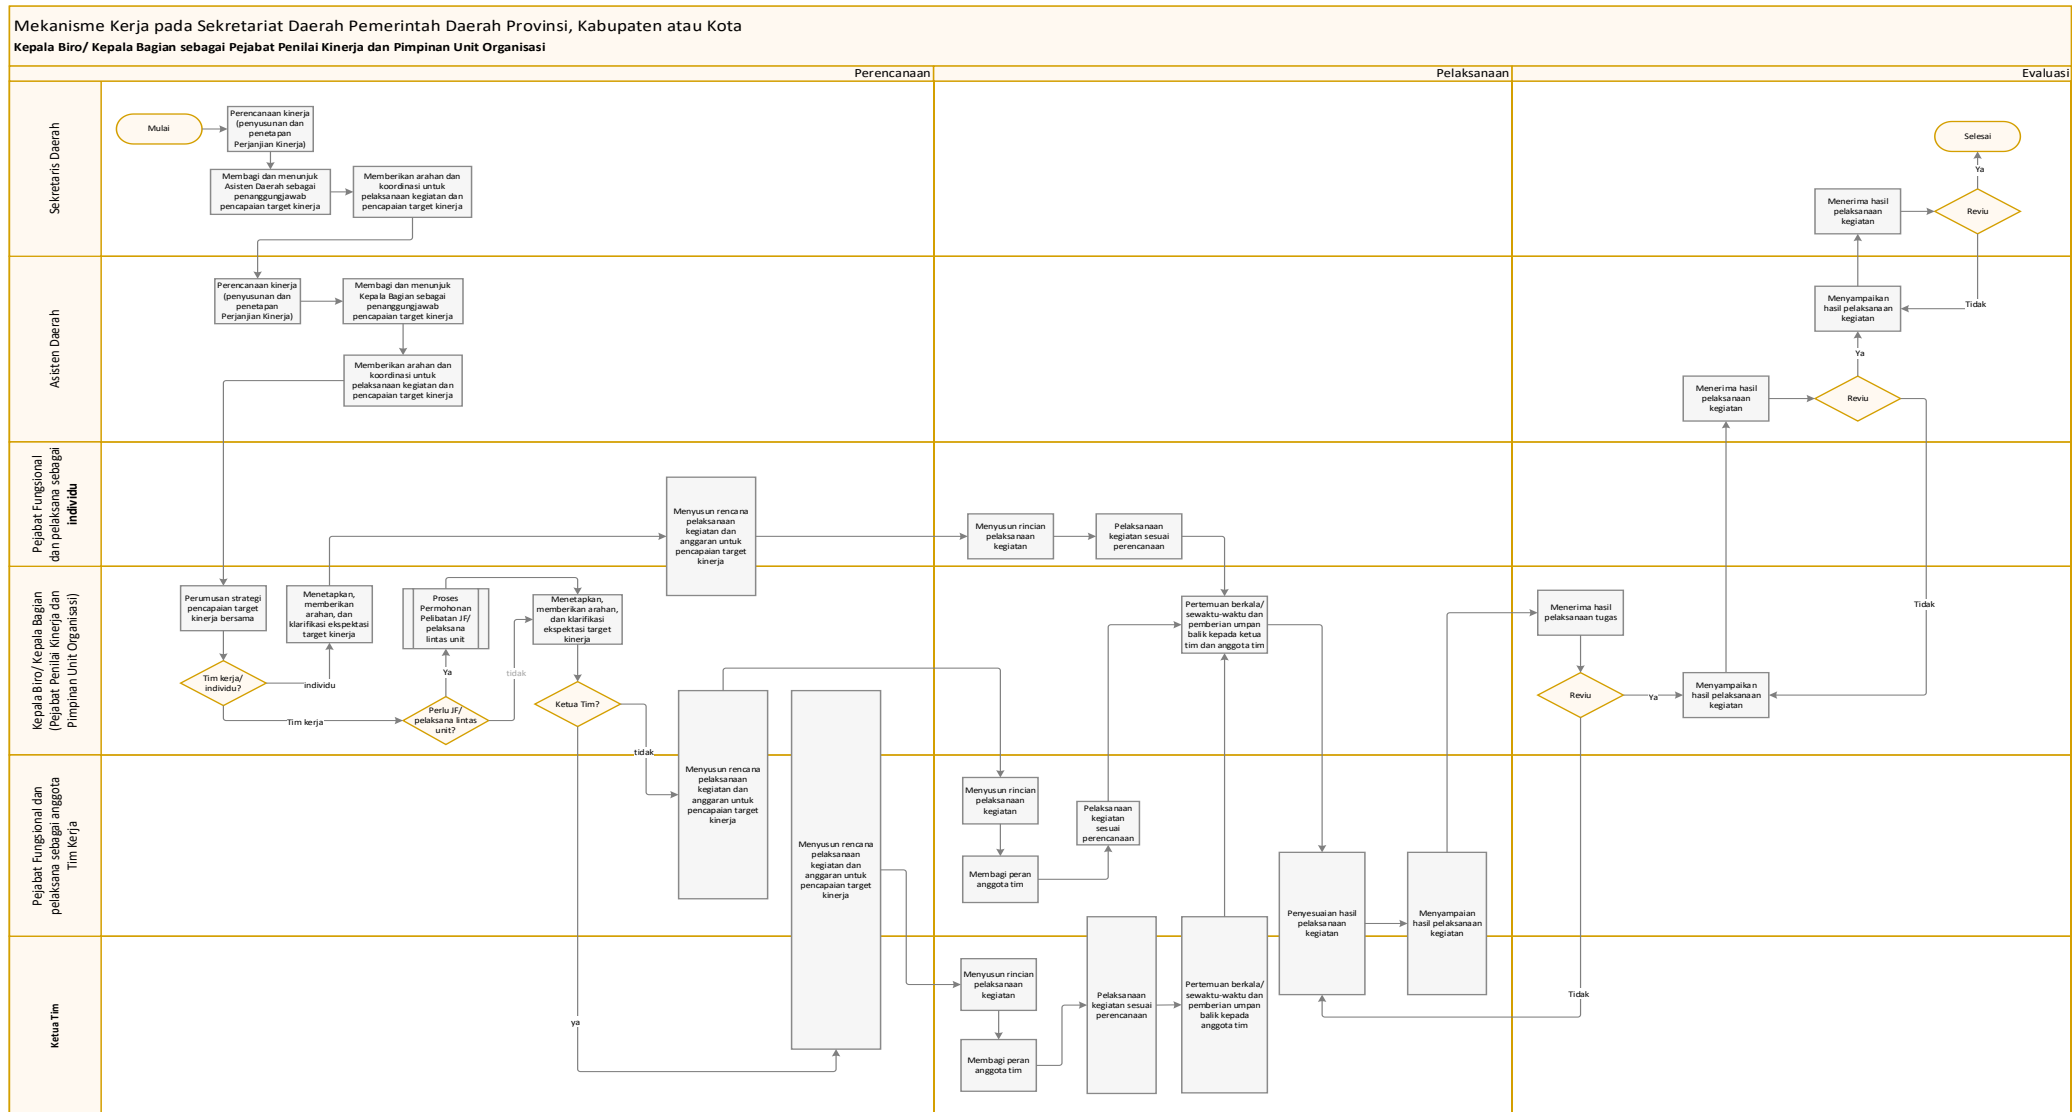 Mekanisme Kerja pada Sekretariat Daerah Pemerintah Daerah Provinsi, Kabupaten atau Kota
Kepala Biro/ Kepala Bagian sebagai Pejabat Penilai Kinerja dan Pimpinan Unit Organisasi
Perencanaan
Pelaksanaan
Evaluasi
Sekretaris Daerah
Mulai
Perencanaan kinerja
(penyusunan dan
penetapan
Perjanjian Kinerja)
Membagi dan menunjuk
Asisten Daerah sebagai
penanggungjawab
pencapaian target kinerja
Memberikan arahan dan
koordinasi untuk
pelaksanaan kegiatan dan
pencapaian target kinerja
Menerima hasil
pelaksanaan
kegiatan
Reviu
Ya
Selesai
Tidak
Asisten Daerah
Perencanaan kinerja
(penyusunan dan
penetapan
Perjanjian Kinerja)
Membagi dan menunjuk
Kepala Bagian sebagai
penanggungjawab
pencapaian target kinerja
Memberikan arahan dan
koordinasi untuk
pelaksanaan kegiatan dan
pencapaian target kinerja
Menyampaikan
hasil pelaksanaan
kegiatan
Ya
Menerima hasil
pelaksanaan
kegiatan
Reviu
Tidak
Pejabat Fungsional
dan pelaksana sebagai
individu
Menyusun rencana
pelaksanaan
kegiatan dan
anggaran untuk
pencapaian target
kinerja
Menyusun rincian
pelaksanaan
kegiatan
Pelaksanaan
kegiatan sesuai
perencanaan
Kepala Biro/ Kepala Bagian
(Pejabat Penilai Kinerja dan
Pimpinan Unit Organisasi)
Perumusan strategi
pencapaian target
kinerja bersama
Tim kerja/
individu?
individu
Tim kerja
Menetapkan,
memberikan
arahan, dan
klarifikasi ekspektasi
target kinerja
Proses
Permohonan
Pelibatan JF/
pelaksana
lintas unit
Ya
Perlu JF/
pelaksana lintas
unit?
tidak
Menetapkan,
memberikan arahan,
dan klarifikasi
ekspektasi target
kinerja
Ketua Tim?
tidak
ya
Pertemuan berkala/
sewaktu-waktu dan
pemberian umpan
balik kepada ketua
tim dan anggota tim
Menerima hasil
pelaksanaan tugas
Reviu
Ya
Tidak
Menyampaikan
hasil pelaksanaan
kegiatan
Pejabat Fungsional dan
pelaksana sebagai anggota
Tim Kerja
Menyusun rencana
pelaksanaan
kegiatan dan
anggaran untuk
pencapaian target
kinerja
Menyusun rencana
pelaksanaan
kegiatan dan
anggaran untuk
pencapaian target
kinerja
Menyusun rincian
pelaksanaan
kegiatan
Membagi peran
anggota tim
Pelaksanaan
kegiatan
sesuai
perencanaan
Penyesuaian hasil
pelaksanaan
kegiatan
Menyampaian
hasil pelaksanaan
kegiatan
Ketua Tim
Menyusun rincian
pelaksanaan
kegiatan
Membagi peran
anggota tim
Pelaksanaan
kegiatan sesuai
perencanaan
Pertemuan berkala/
sewaktu-waktu dan
pemberian umpan
balik kepada
anggota tim